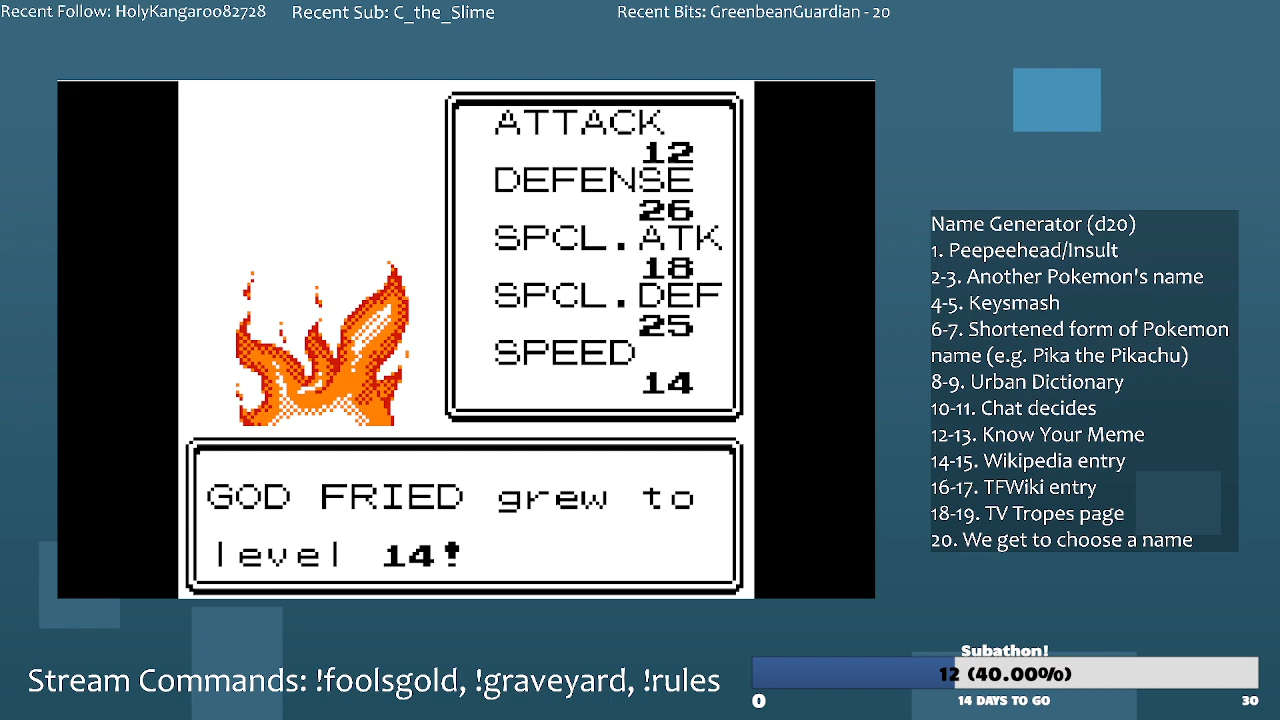 Recent Follow: HolyKangaroo82728 Recent Sub: C_the_Slime Recent Bits: GreenbeanGuardian - 20
ATTACK
12
DEFENSE
26
SPCL.ATK
18
SPCL.DEF
25
SPEED
14
GOD FRIED grew to
level 14!
Name Generator (d20)
1. Peepeehead/Insult
2-3. Another Pokemon's name
4-5. Keysmash
6-7. Shortened form of Pokemon
name (e.g. Pika the Pikachu)
8-9. Urban Dictionary
10-11. Chat decides
12-13. Know Your Meme
14-15. Wikipedia entry
16-17. TFWiki entry
18-19. TV Tropes page
20. We get to choose a name
Stream Commands: !foolsgold, !graveyard, !rules
Subathon!
12 (40.00%)
0 14 DAYS TO GO 30